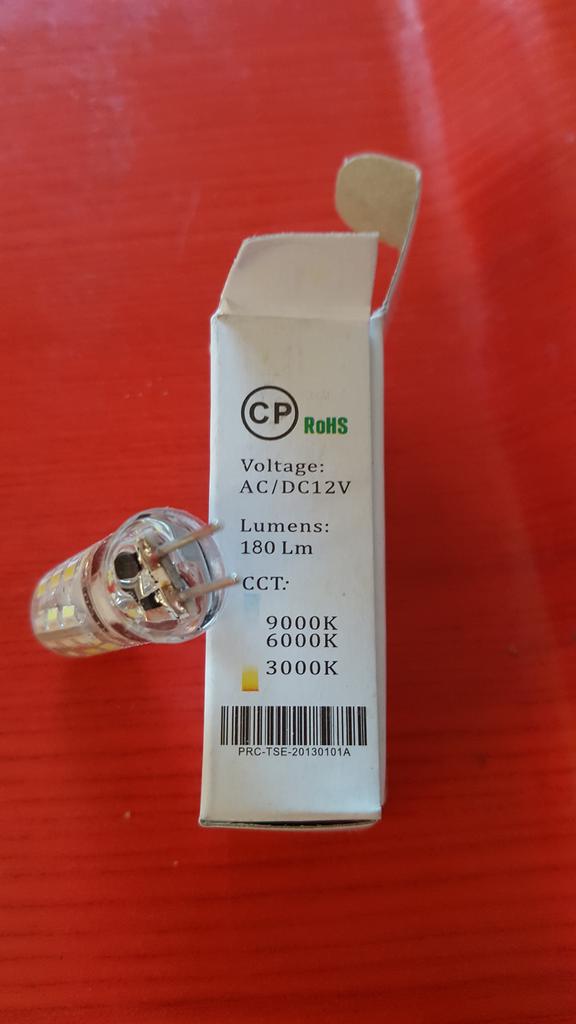 CP RoHS
Voltage:
AC/DC12V
Lumens:
180 Lm
CCT:
9000K
6000K
3000K
PRC-TSE-20130101A